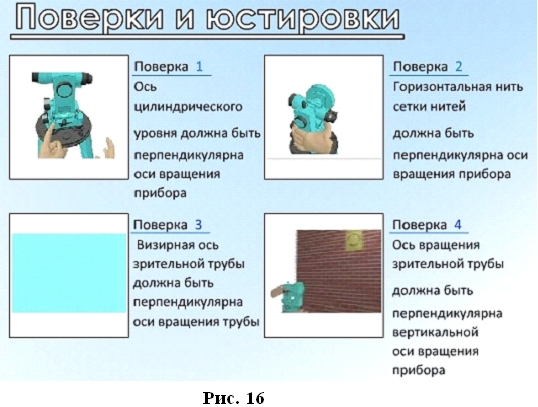 Поверки и юстировки
Поверка 1
Ось
цилиндрического
уровня должна быть
перпендикулярна
оси вращения
прибора
Поверка 2
Горизонтальная нить
сетки нитей
должна быть
перпендикулярна оси
вращения прибора
Поверка 3
Визирная ось
зрительной трубы
должна быть
перпендикулярна
оси вращения трубы
Поверка 4
Ось вращения
зрительной трубы
должна быть
перпендикулярна
вертикальной
оси вращения
прибора
Рис. 16